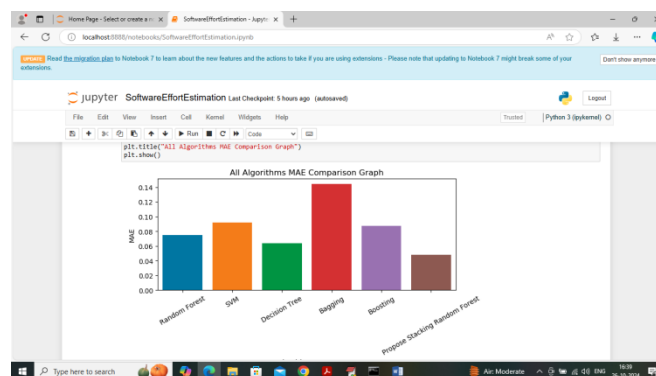 Home Page - Select or create a n
SoftwareEffortEstimation - Jupyte
localhost:8888/notebooks/SoftwareEffortEstimation.ipynb
UPDATE Read the migration plan to Notebook 7 to learn about the new features and the actions to take if you are using extensions - Please note that updating to Notebook 7 might break some of your
extensions.
Don't show anymore
jupyter SoftwareEffortEstimation Last Checkpoint: 5 hours ago (autosaved)
Logout
File Edit View Insert Cell Kernel Widgets Help
Trusted
Python 3 (ipykernel)
Run
Code
plt.title("All Algorithms MAE Comparison Graph")
plt.show()
All Algorithms MAE Comparison Graph
MAE
0.14
0.12
0.10
0.08
0.06
0.04
0.02
0.00
Random Forest
SVM
Decision Tree
Bagging
Boosting
Propose Stacking Random Forest
Type here to search
Air: Moderate
ENG
16:39
26-10-2024